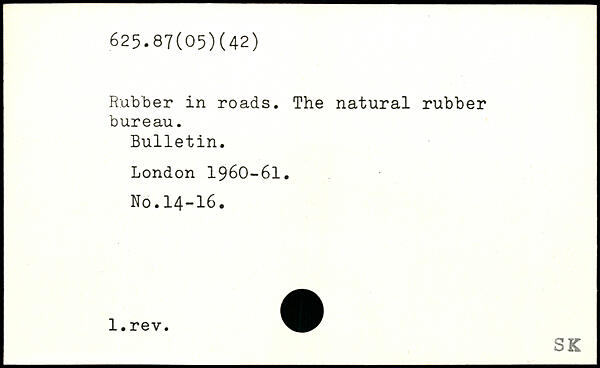 625.87(05)(42)
Rubber in roads. The natural rubber
bureau.
Bulletin.
London 1960-61.
No.14-16.
1.rev.
SK